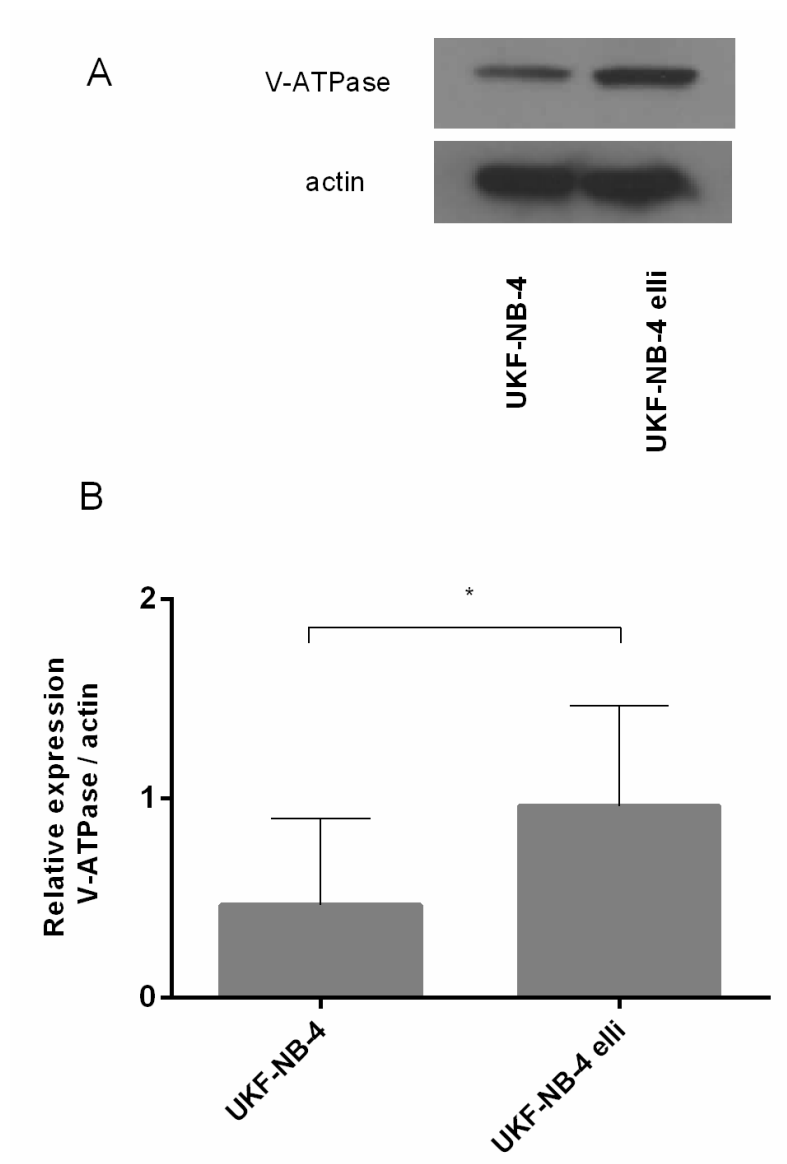 A
V-ATPase
actin
UKF-NB-4
UKF-NB-4 elli
B
*
2
1
0
Relative expression
V-ATPase / actin
UKF-NB-4
UKF-NB-4 elli